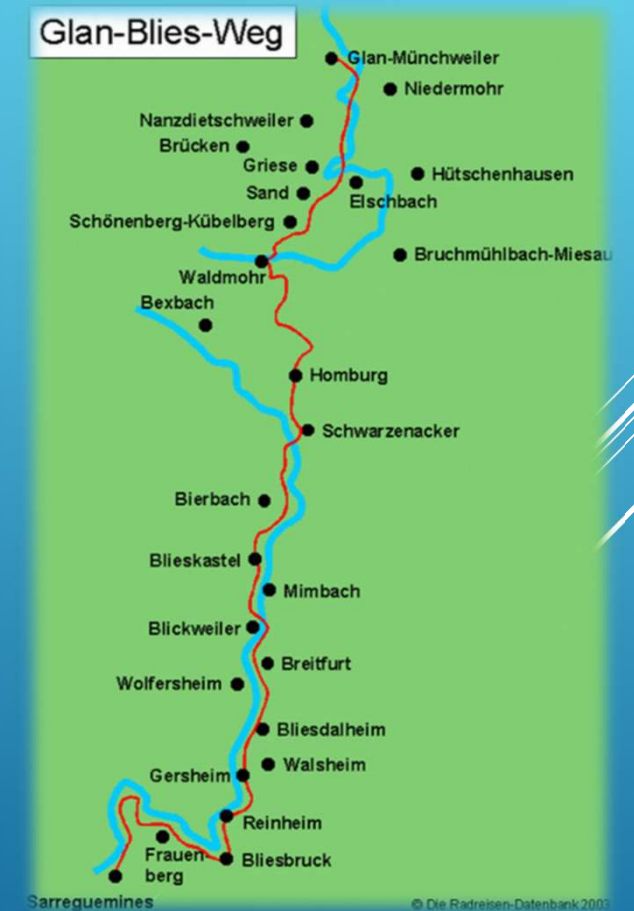 Glan-Blies-Weg
Glan-Münchweiler
Niedermohr
Nanzdietschweiler
Brücken
Griese
Hütschenhausen
Sand
Elschbach
Schönenberg-Kübelberg
Bruchmühlbach-Miesau
Waldmohr
Bexbach
Homburg
Schwarzenacker
Bierbach
Blieskastel
Mimbach
Blickweiler
Breitfurt
Wolfersheim
Bliesdalheim
Walsheim
Gersheim
Reinheim
Frauen-
berg
Bliesbruck
Sarreguemines
© Die Radreisen-Datenbank 2003